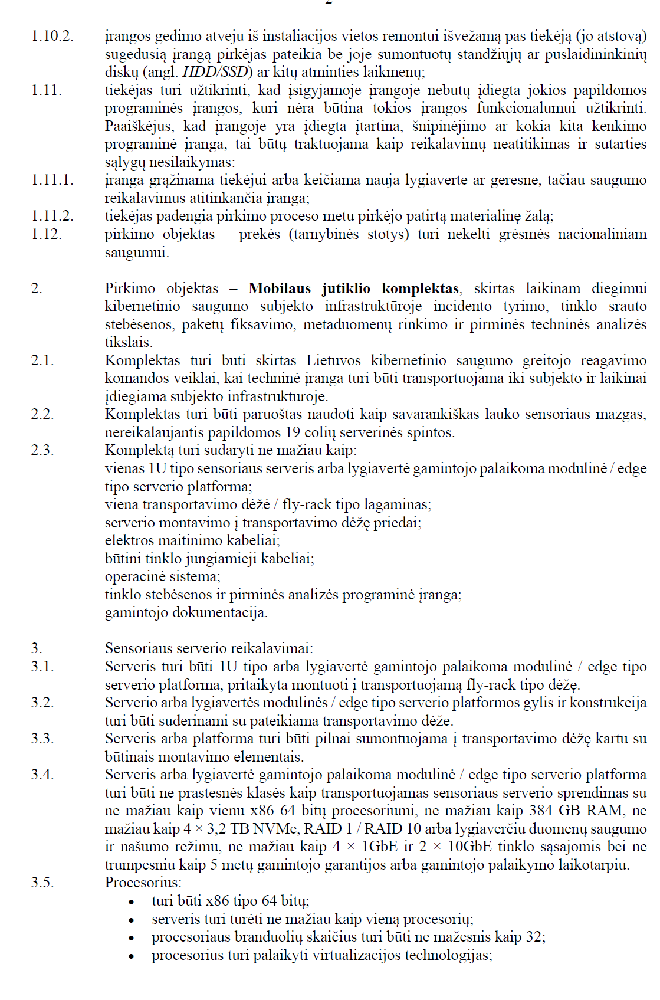 2
1.10.2. įrangos gedimo atveju iš instaliacijos vietos remontui išvežamą pas tiekėją (jo atstovą)
sugedusią įrangą pirkėjas pateikia be joje sumontuotų standžiųjų ar puslaidininkinių
diskų (angl. HDD/SSD) ar kitų atminties laikmenų;
1.11. tiekėjas turi užtikrinti, kad įsigyjamoje įrangoje nebūtų įdiegta jokios papildomos
programinės įrangos, kuri nėra būtina tokios įrangos funkcionalumui užtikrinti.
Paaiškėjus, kad įrangoje yra įdiegta įtartina, šnipinėjimo ar kokia kita kenkimo
programinė įranga, tai būtų traktuojama kaip reikalavimų neatitikimas ir sutarties
sąlygų nesilaikymas:
1.11.1. įranga grąžinama tiekėjui arba keičiama nauja lygiaverte ar geresne, tačiau saugumo
reikalavimus atitinkančia įranga;
1.11.2. tiekėjas padengia pirkimo proceso metu pirkėjo patirtą materialinę žalą;
1.12. pirkimo objektas – prekės (tarnybinės stotys) turi nekelti grėsmės nacionaliniam
saugumui.
2. Pirkimo objektas – Mobilaus jutiklio komplektas, skirtas laikinam diegimui
kibernetinio saugumo subjekto infrastruktūroje incidento tyrimo, tinklo srauto
stebėsenos, paketų fiksavimo, metaduomenų rinkimo ir pirminės techninės analizės
tikslais.
2.1. Komplektas turi būti skirtas Lietuvos kibernetinio saugumo greitojo reagavimo
komandos veiklai, kai techninė įranga turi būti transportuojama iki subjekto ir laikinai
įdiegiama subjekto infrastruktūroje.
2.2. Komplektas turi būti paruoštas naudoti kaip savarankiškas lauko sensoriaus mazgas,
nereikalaujantis papildomos 19 colių serverinės spintos.
2.3. Komplektą turi sudaryti ne mažiau kaip:
vienas 1U tipo sensoriaus serveris arba lygiavertė gamintojo palaikoma modulinė / edge
tipo serverio platforma;
viena transportavimo dėžė / fly-rack tipo lagaminas;
serverio montavimo į transportavimo dėžę priedai;
elektros maitinimo kabeliai;
būtini tinklo jungiamieji kabeliai;
operacinė sistema;
tinklo stebėsenos ir pirminės analizės programinė įranga;
gamintojo dokumentacija.
3. Sensoriaus serverio reikalavimai:
3.1. Serveris turi būti 1U tipo arba lygiavertė gamintojo palaikoma modulinė / edge tipo
serverio platforma, pritaikyta montuoti į transportuojamą fly-rack tipo dėžę.
3.2. Serverio arba lygiavertės modulinės / edge tipo serverio platformos gylis ir konstrukcija
turi būti suderinami su pateikiama transportavimo dėže.
3.3. Serveris arba platforma turi būti pilnai sumontuojama į transportavimo dėžę kartu su
būtinais montavimo elementais.
3.4. Serveris arba lygiavertė gamintojo palaikoma modulinė / edge tipo serverio platforma
turi būti ne prastesnės klasės kaip transportuojamas sensoriaus serverio sprendimas su
ne mažiau kaip vienu x86 64 bitų procesoriumi, ne mažiau kaip 384 GB RAM, ne
mažiau kaip 4 × 3,2 TB NVMe, RAID 1 / RAID 10 arba lygiaverčiu duomenų saugumo
ir našumo režimu, ne mažiau kaip 4 × 1GbE ir 2 × 10GbE tinklo sąsajomis bei ne
trumpesniu kaip 5 metų gamintojo garantijos arba gamintojo palaikymo laikotarpiu.
3.5. Procesorius:
• turi būti x86 tipo 64 bitų;
• serveris turi turėti ne mažiau kaip vieną procesorių;
• procesoriaus branduolių skaičius turi būti ne mažesnis kaip 32;
• procesorius turi palaikyti virtualizacijos technologijas;